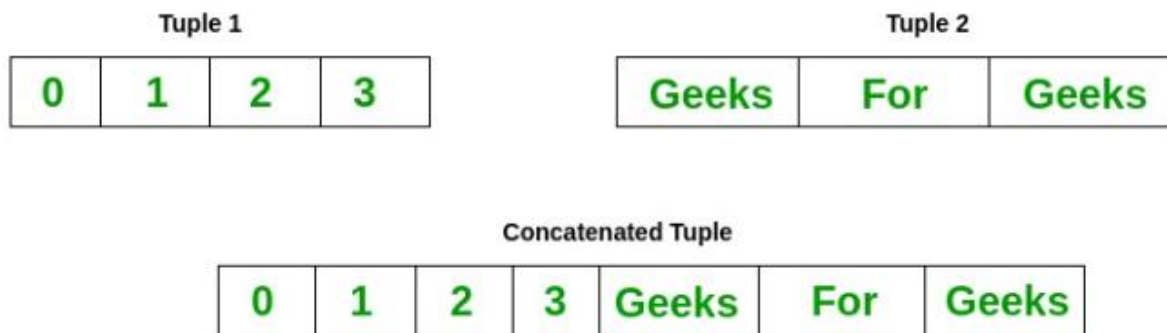 Tuple 1
Tuple 2
0 1 2 3
Geeks For Geeks
Concatenated Tuple
0 1 2 3 Geeks For Geeks